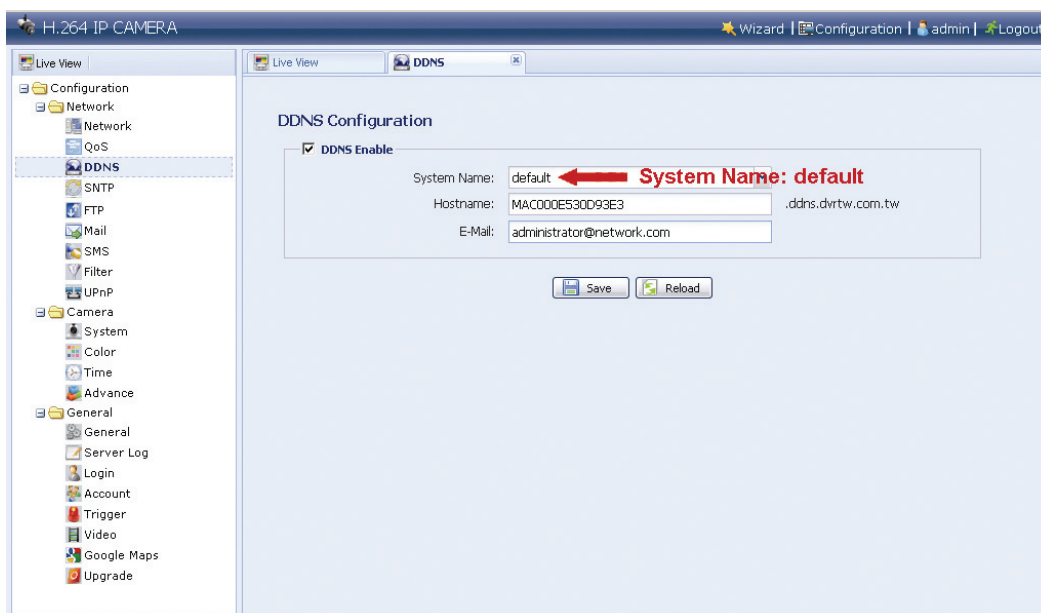 H.264 IP CAMERA
Wizard | Configuration | admin | Logout
Live View
Live View
DDNS
Configuration
Network
Network
QoS
DDNS
SNTP
FTP
Mail
SMS
Filter
UPnP
Camera
System
Color
Time
Advance
General
General
Server Log
Login
Account
Trigger
Video
Google Maps
Upgrade
DDNS Configuration
DDNS Enable
System Name: default System Name: default
Hostname: MAC000E530D93E3 .ddns.dvrtw.com.tw
E-Mail: administrator@network.com
Save Reload